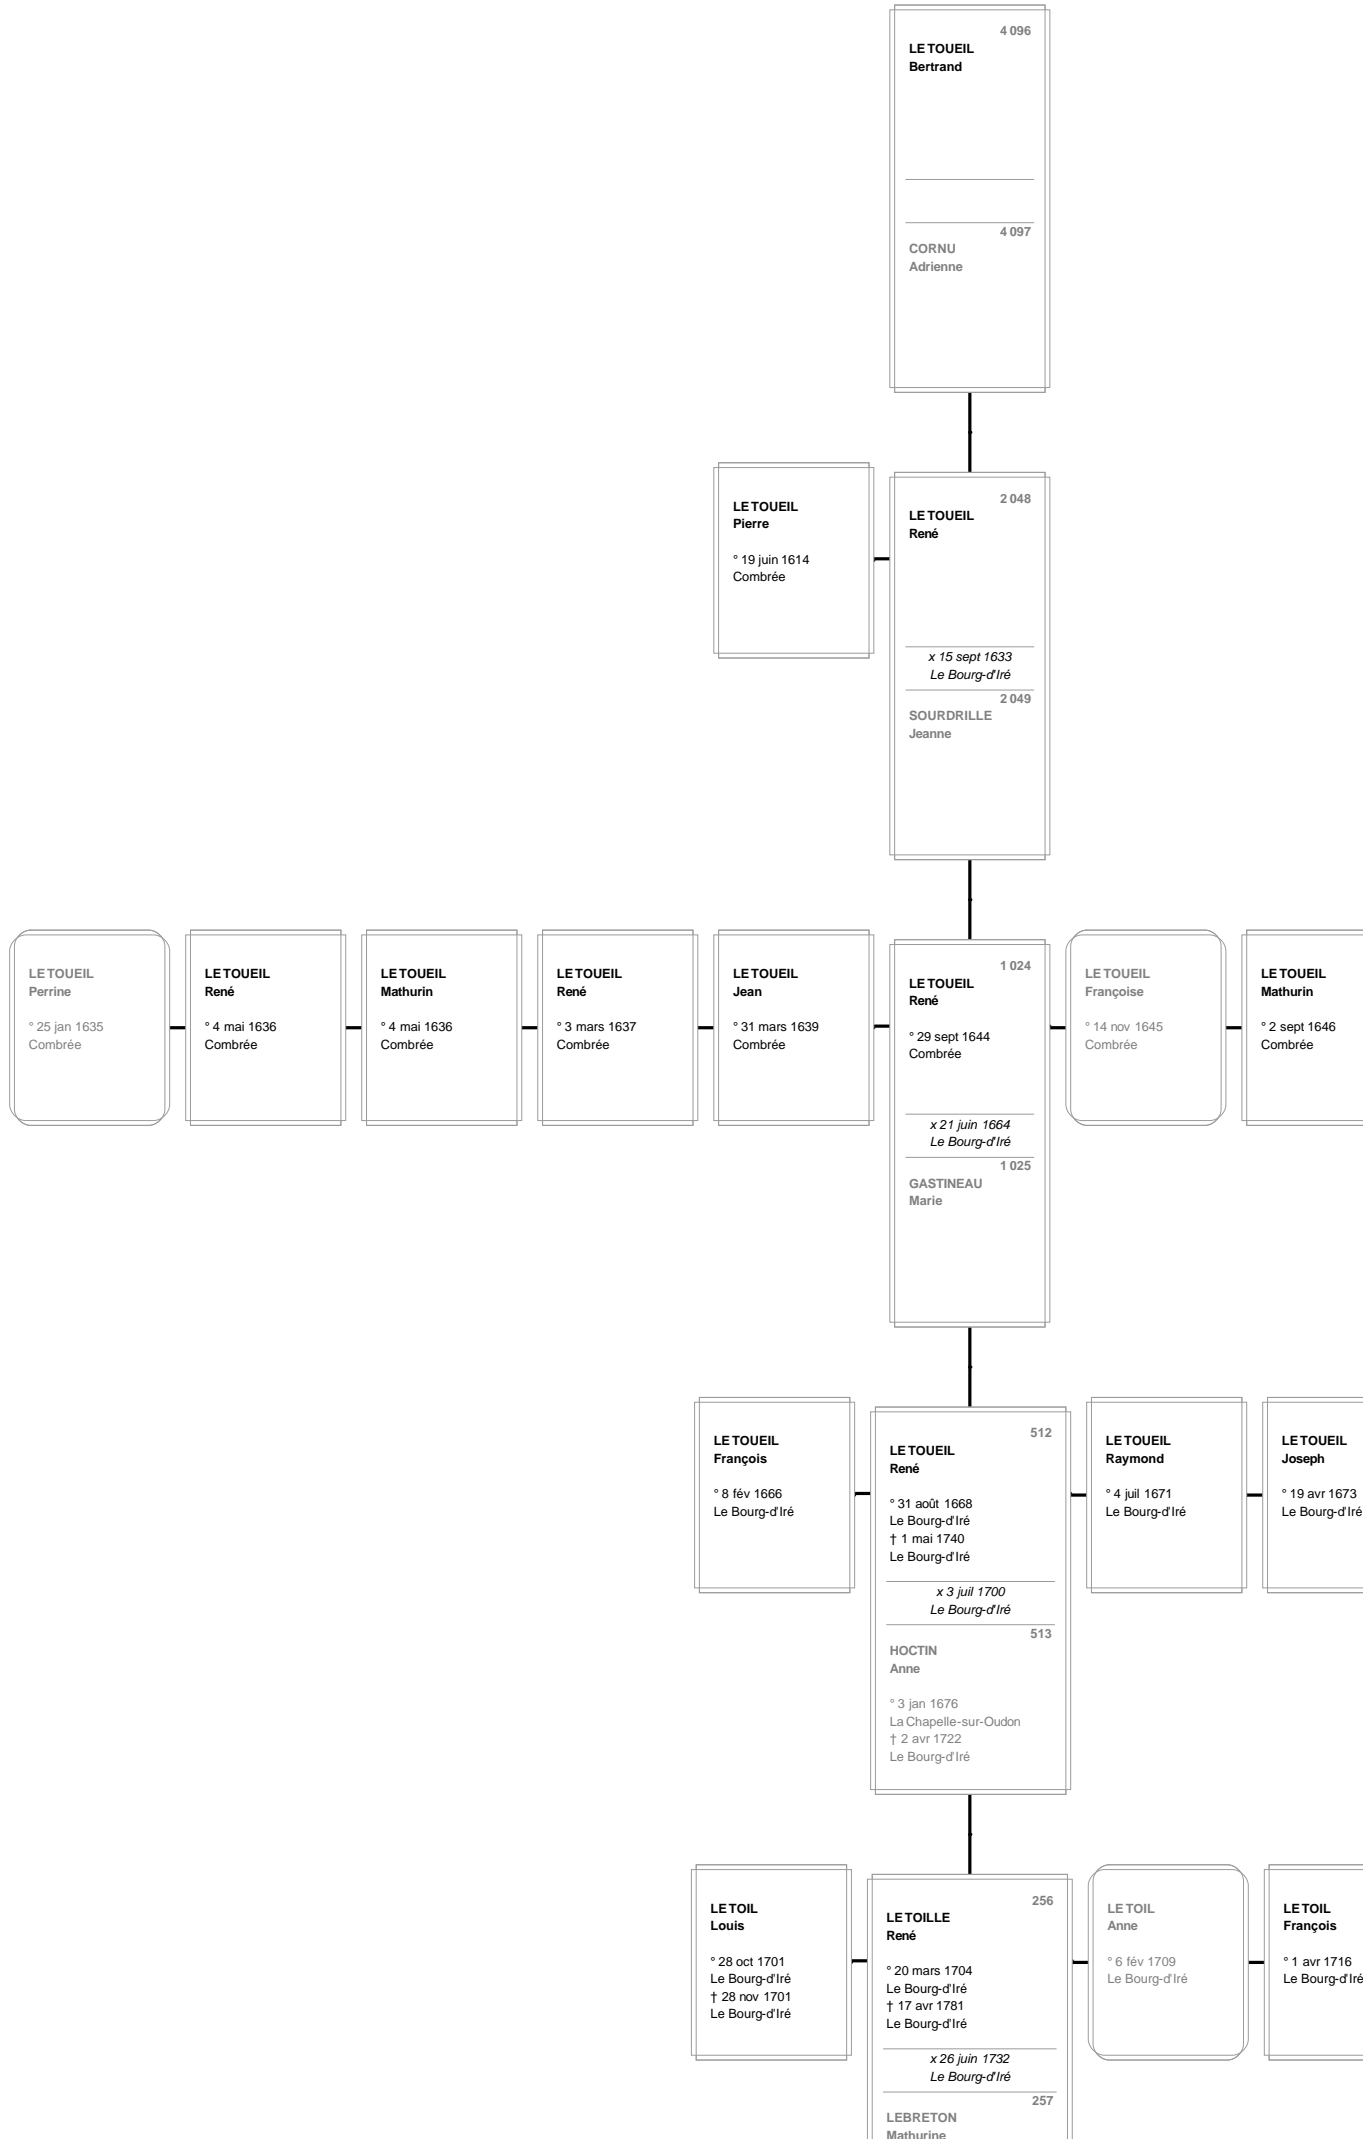 4 096
LE TOUEIL
Bertrand
4 097
CORNU
Adrienne
LE TOUEIL
Pierre
° 19 juin 1614
Combrée
2 048
LE TOUEIL
René
x 15 sept 1633
Le Bourg-d'Iré
2 049
SOURDRILLE
Jeanne
LE TOUEIL
Perrine
° 25 jan 1635
Combrée
LE TOUEIL
René
° 4 mai 1636
Combrée
LE TOUEIL
Mathurin
° 4 mai 1636
Combrée
LE TOUEIL
René
° 3 mars 1637
Combrée
LE TOUEIL
Jean
° 31 mars 1639
Combrée
1 024
LE TOUEIL
René
° 29 sept 1644
Combrée
x 21 juin 1664
Le Bourg-d'Iré
1 025
GASTINEAU
Marie
LE TOUEIL
Françoise
° 14 nov 1645
Combrée
LE TOUEIL
Mathurin
° 2 sept 1646
Combrée
LE TOUEIL
François
° 8 fév 1666
Le Bourg-d'Iré
512
LE TOUEIL
René
° 31 août 1668
Le Bourg-d'Iré
† 1 mai 1740
Le Bourg-d'Iré
x 3 juil 1700
Le Bourg-d'Iré
513
HOCTIN
Anne
° 3 jan 1676
La Chapelle-sur-Oudon
† 2 avr 1722
Le Bourg-d'Iré
LE TOUEIL
Raymond
° 4 juil 1671
Le Bourg-d'Iré
LE TOUEIL
Joseph
° 19 avr 1673
Le Bourg-d'Iré
LE TOIL
Louis
° 28 oct 1701
Le Bourg-d'Iré
† 28 nov 1701
Le Bourg-d'Iré
256
LE TOILLE
René
° 20 mars 1704
Le Bourg-d'Iré
† 17 avr 1781
Le Bourg-d'Iré
x 26 juin 1732
Le Bourg-d'Iré
257
LEBRETON
Mathurine
LE TOIL
Anne
° 6 fév 1709
Le Bourg-d'Iré
LE TOIL
François
° 1 avr 1716
Le Bourg-d'Iré